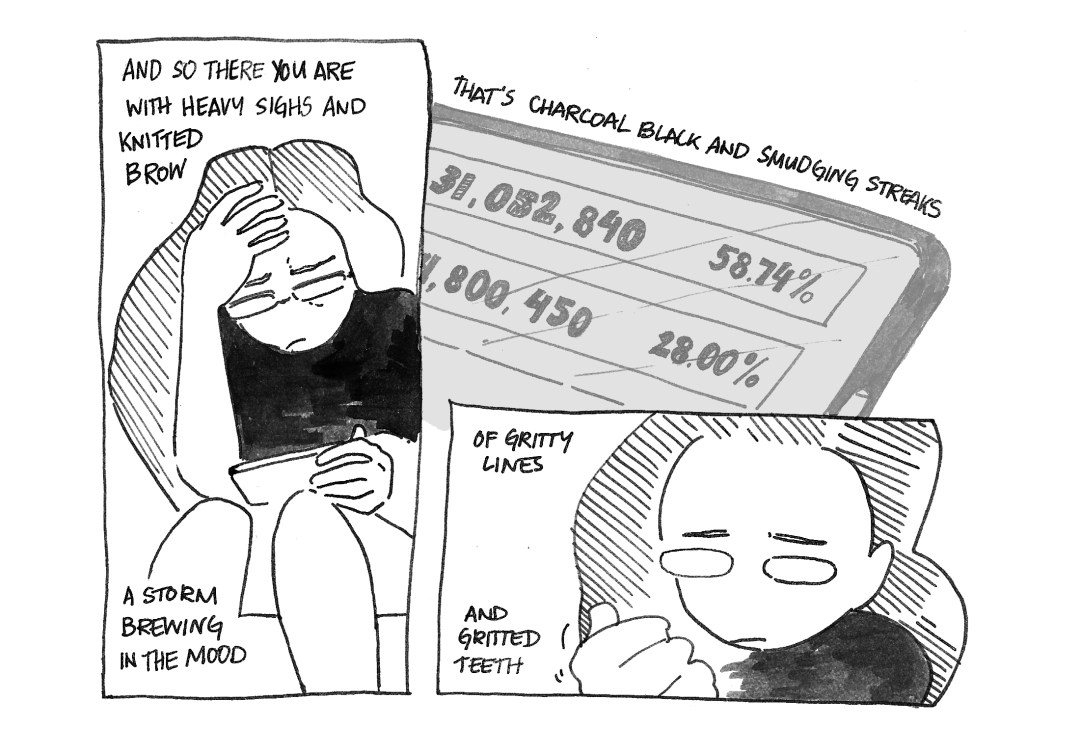 AND SO THERE YOU ARE
WITH HEAVY SIGHS AND
KNITTED
BROW
A STORM
BREWING
IN THE MOOD
THAT'S CHARCOAL BLACK AND SMUDGING STREAKS
31,052,840 58.74%
,800,450 28.00%
OF GRITTY
LINES
AND
GRITTED
TEETH